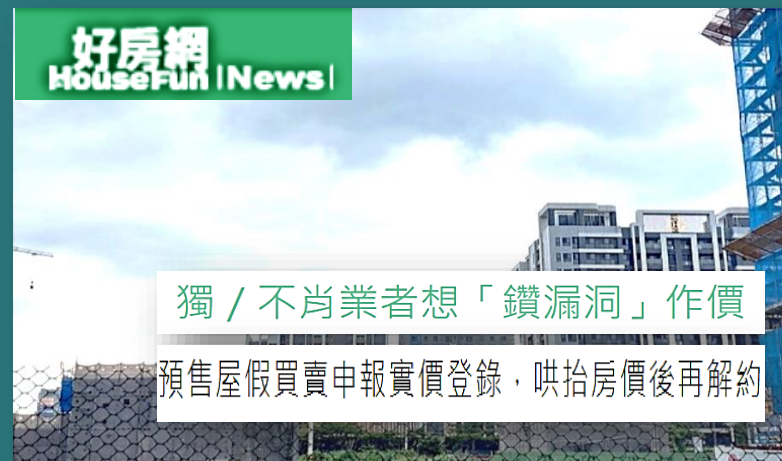 好房網
HouseFun | News |
獨／不肖業者想「鑽漏洞」作價
預售屋假買賣申報實價登錄，哄抬房價後再解約